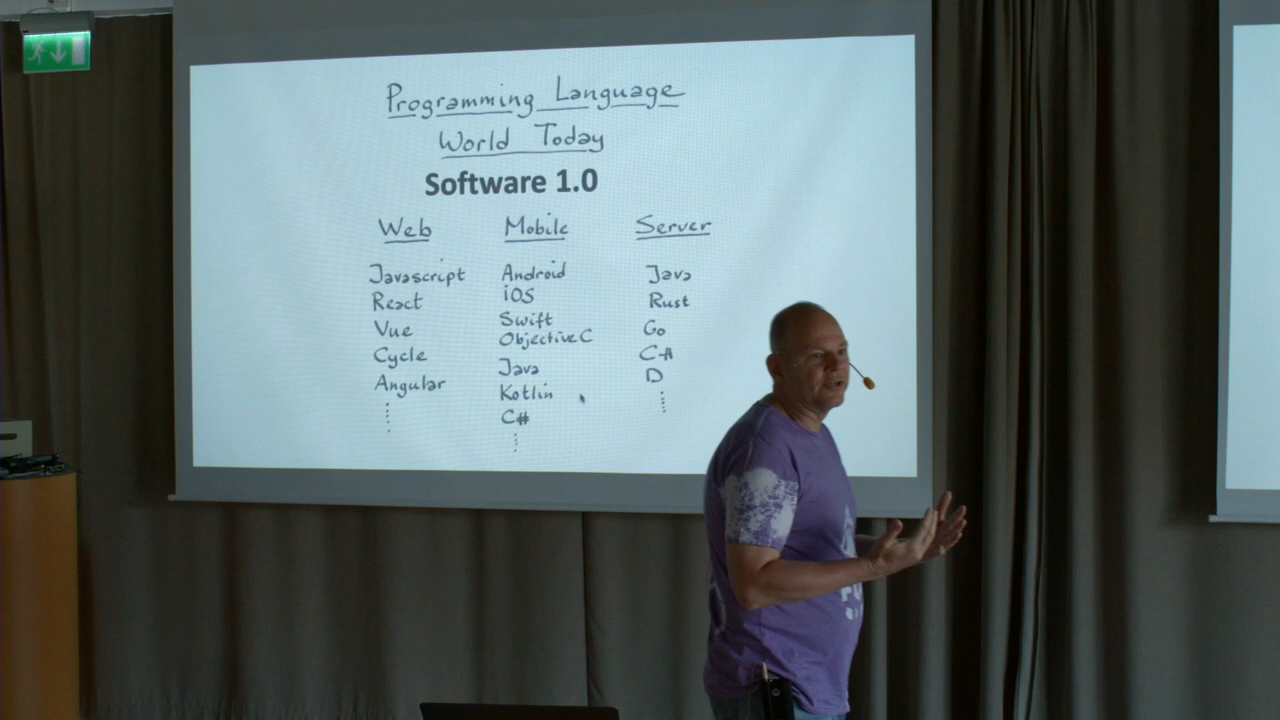 Programming Language
World Today
Software 1.0
Web
Javascript
React
Vue
Cycle
Angular
Mobile
Android
iOS
Swift
ObjectiveC
Java
Kotlin
C#
Server
Java
Rust
Go
D